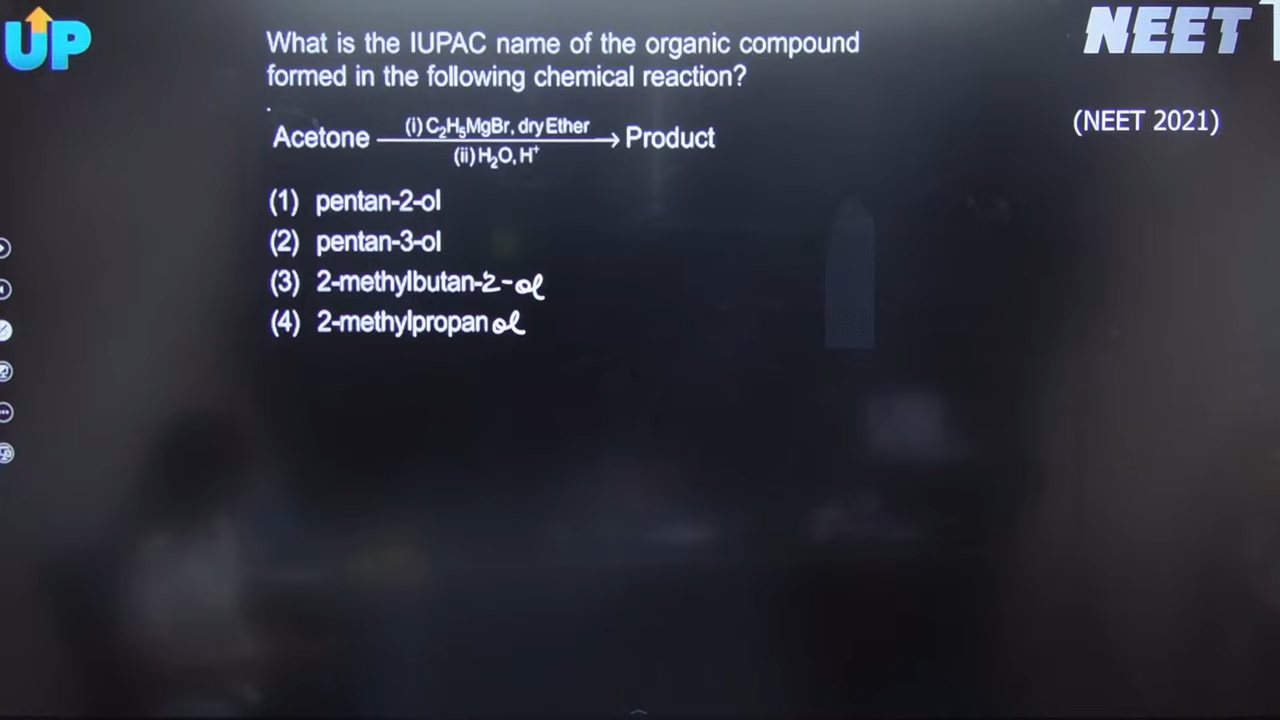 UP
NEET
What is the IUPAC name of the organic compound
formed in the following chemical reaction?
(NEET 2021)
Acetone (i) C₂H₅MgBr, dry Ether → Product
(ii) H₂O, H⁺
(1) pentan-2-ol
(2) pentan-3-ol
(3) 2-methylbutan-2-ol
(4) 2-methylpropan ol